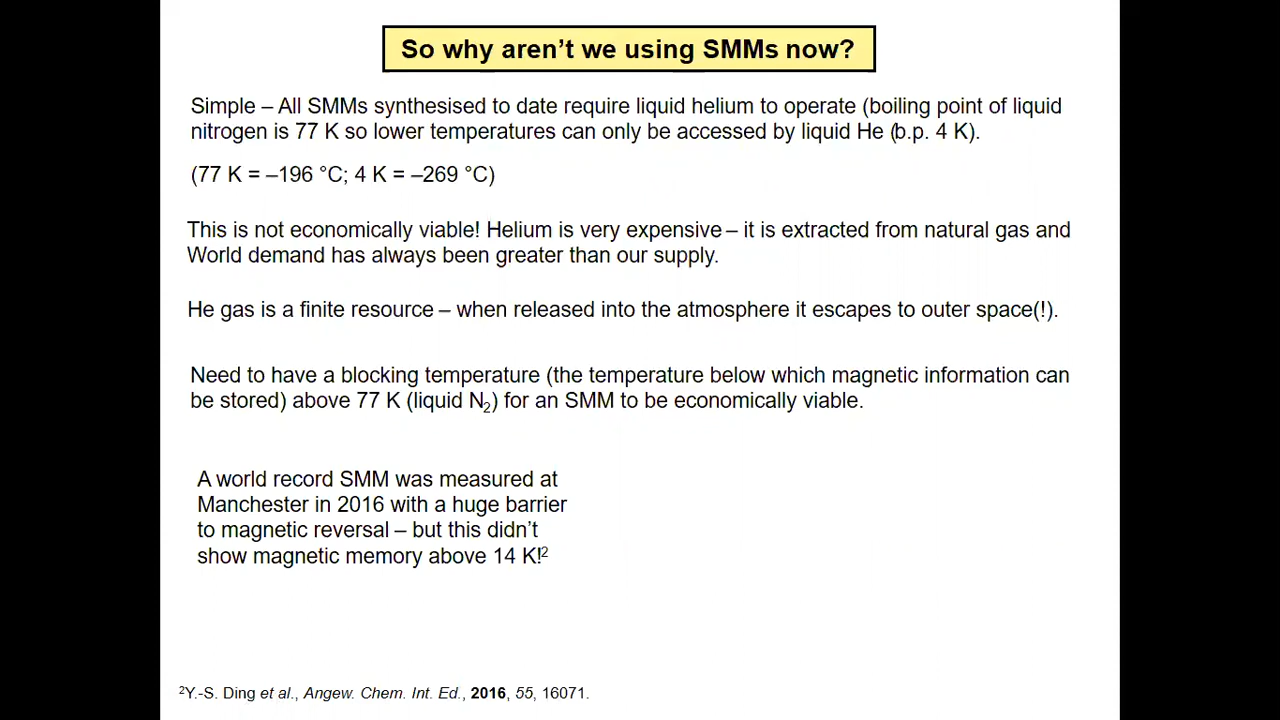 So why aren’t we using SMMs now?
Simple – All SMMs synthesised to date require liquid helium to operate (boiling point of liquid
nitrogen is 77 K so lower temperatures can only be accessed by liquid He (b.p. 4 K).
(77 K = –196 °C; 4 K = –269 °C)
This is not economically viable! Helium is very expensive – it is extracted from natural gas and
World demand has always been greater than our supply.
He gas is a finite resource – when released into the atmosphere it escapes to outer space(!).
Need to have a blocking temperature (the temperature below which magnetic information can
be stored) above 77 K (liquid N₂) for an SMM to be economically viable.
A world record SMM was measured at
Manchester in 2016 with a huge barrier
to magnetic reversal – but this didn’t
show magnetic memory above 14 K!²
²Y.-S. Ding et al., Angew. Chem. Int. Ed., 2016, 55, 16071.